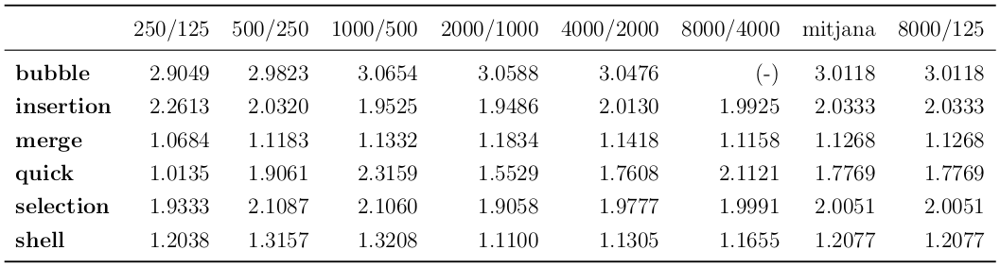 250/125 500/250 1000/500 2000/1000 4000/2000 8000/4000 mitjana 8000/125
bubble 2.9049 2.9823 3.0654 3.0588 3.0476 (-) 3.0118 3.0118
insertion 2.2613 2.0320 1.9525 1.9486 2.0130 1.9925 2.0333 2.0333
merge 1.0684 1.1183 1.1332 1.1834 1.1418 1.1158 1.1268 1.1268
quick 1.0135 1.9061 2.3159 1.5529 1.7608 2.1121 1.7769 1.7769
selection 1.9333 2.1087 2.1060 1.9058 1.9777 1.9991 2.0051 2.0051
shell 1.2038 1.3157 1.3208 1.1100 1.1305 1.1655 1.2077 1.2077